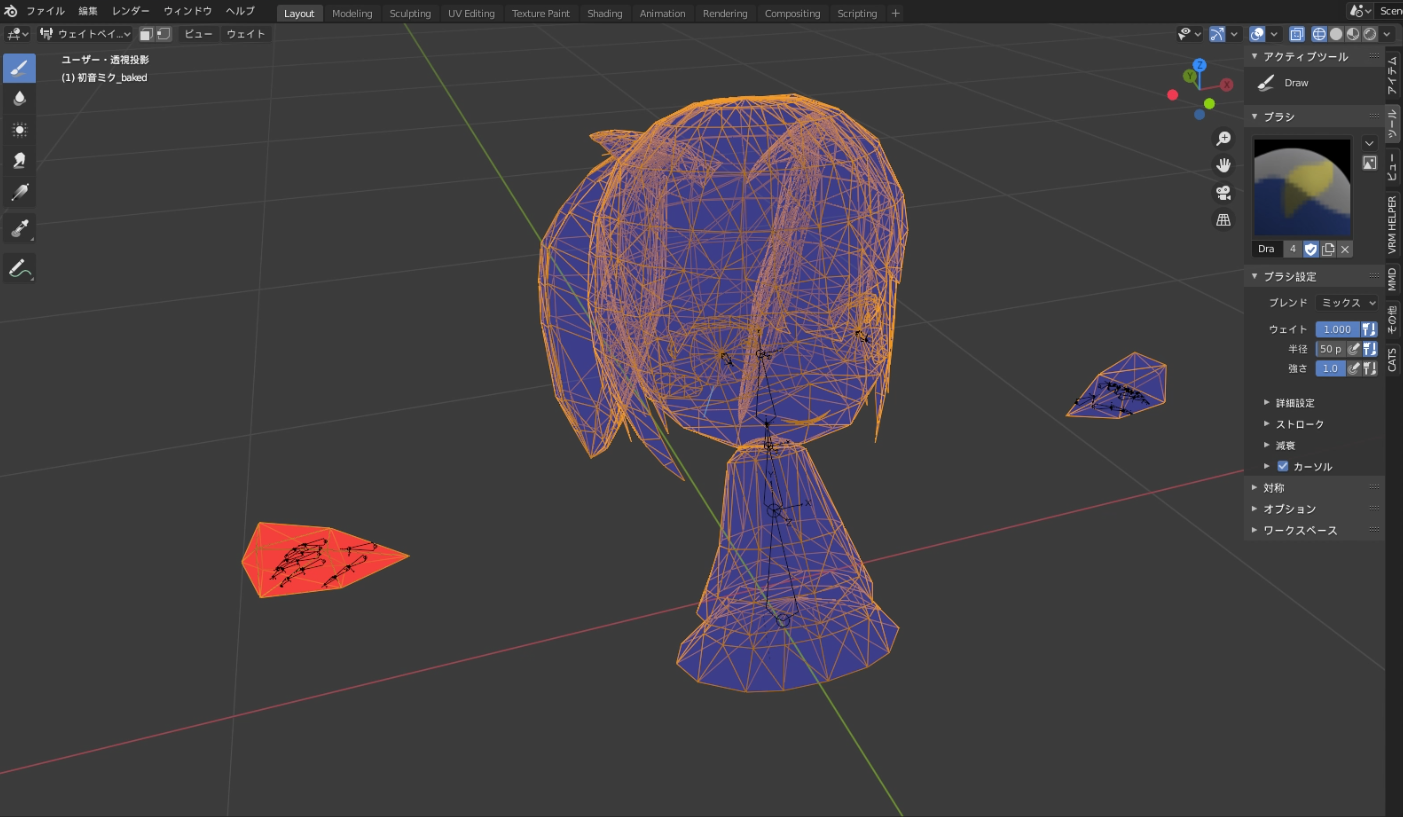 ファイル 編集 レンダー ウィンドウ ヘルプ Layout Modeling Sculpting UV Editing Texture Paint Shading Animation Rendering Compositing Scripting + Scen
ウェイトペイ... ビュー ウェイト
ユーザー・透視投影
(1) 初音ミク_baked
Z
Y
X
アクティブツール
Draw
ブラシ
Dra 4
ブラシ設定
ブレンド ミックス
ウェイト 1.000
半径 50 p
強さ 1.0
詳細設定
ストローク
減衰
カーソル
対称
オプション
ワークスペース
アイテム
ツール
ビュー
VRM HELPER
MMD
その他
CATS